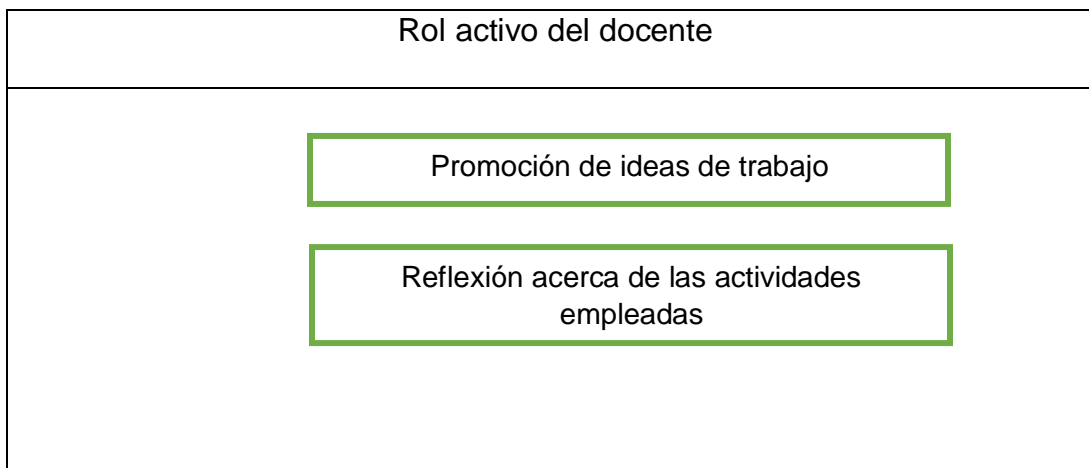 Rol activo del docente
Promoción de ideas de trabajo
Reflexión acerca de las actividades
empleadas